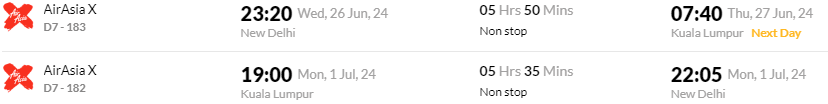 AirAsia X 23:20 Wed, 26 Jun, 24 05 Hrs 50 Mins 07:40 Thu, 27 Jun, 24
D7 - 183 New Delhi Non stop Kuala Lumpur Next Day
AirAsia X 19:00 Mon, 1 Jul, 24 05 Hrs 35 Mins 22:05 Mon, 1 Jul, 24
D7 - 182 Kuala Lumpur Non stop New Delhi